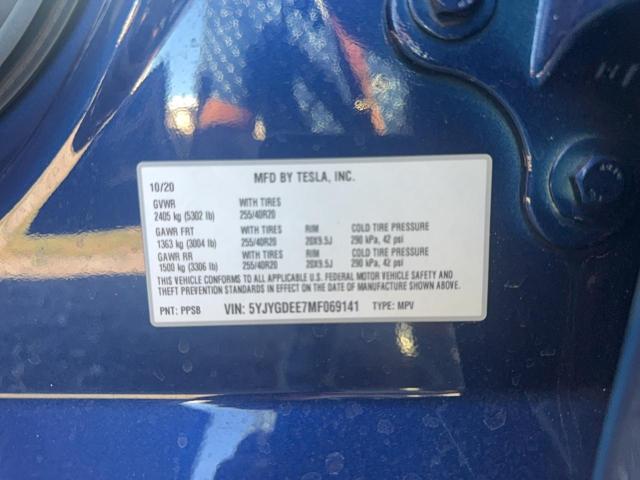 MFD BY TESLA, INC.
10/20
GVWR WITH TIRES
2405 kg (5302 lb) 255/40R20
GAWR FRT WITH TIRES RIM COLD TIRE PRESSURE
1363 kg (3004 lb) 255/40R20 20X9.5J 290 kPa, 42 psi
GAWR RR WITH TIRES RIM COLD TIRE PRESSURE
1500 kg (3306 lb) 255/40R20 20X9.5J 290 kPa, 42 psi
THIS VEHICLE CONFORMS TO ALL APPLICABLE U.S. FEDERAL MOTOR VEHICLE SAFETY AND
THEFT PREVENTION STANDARDS IN EFFECT ON THE DATE OF MANUFACTURE SHOWN ABOVE.
PNT: PPSB VIN: 5YJYGDEE7MF069141 TYPE: MPV